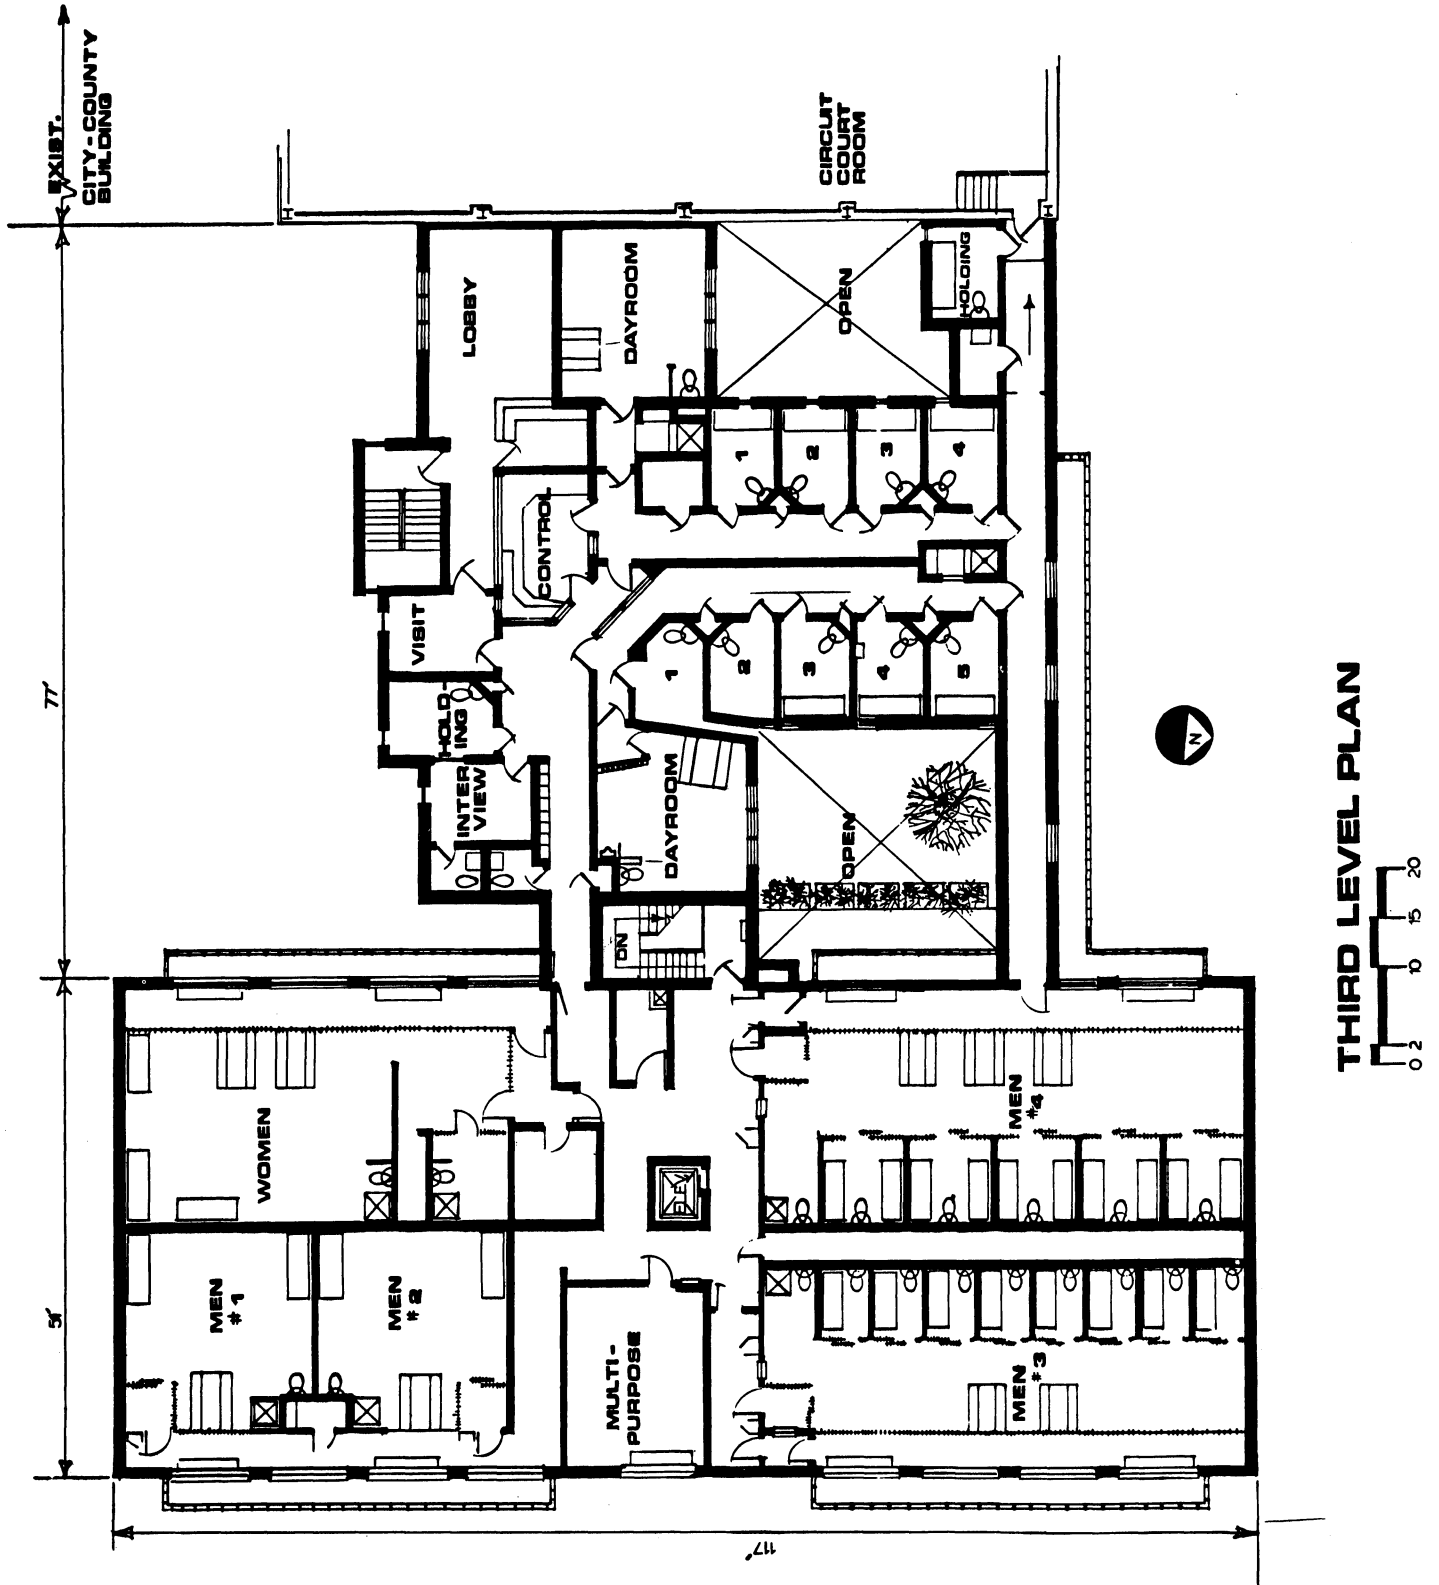 EXIST.
CITY-COUNTY
BUILDING
77'
51'
117'
LOBBY
DAYROOM
OPEN
CIRCUIT
COURT
ROOM
HOLDING
CONTROL
1
2
3
4
VISIT
HOLD-
ING
INTER
VIEW
1
2
3
4
5
DAYROOM
OPEN
DN
WOMEN
ELEV.
MEN
#4
MEN
#1
MEN
#2
MULTI-
PURPOSE
MEN
#3
N
THIRD LEVEL PLAN
0 2 10 15 20